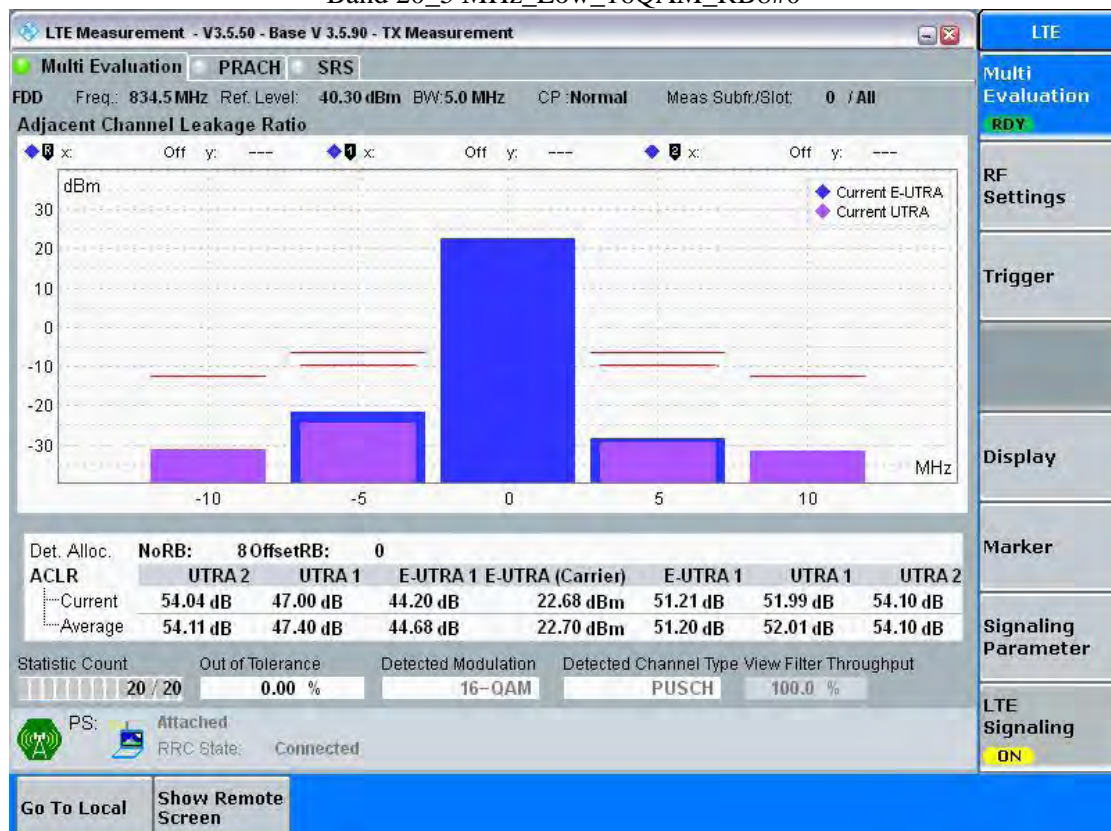 Band 20_5 MHz_Low_16QAM_RB8#0
LTE Measurement - V3.5.50 - Base V 3.5.90 - TX Measurement
LTE
Multi Evaluation PRACH SRS
Multi Evaluation
RDY
FDD Freq.: 834.5 MHz Ref. Level: 40.30 dBm BW: 5.0 MHz CP :Normal Meas Subfr./Slot: 0 / All
Adjacent Channel Leakage Ratio
R x: Off y: --- 1 x: Off y: --- 2 x: Off y: ---
dBm
Current E-UTRA
Current UTRA
30
20
10
0
-10
-20
-30
MHz
-10 -5 0 5 10
RF Settings
Trigger
Display
Marker
Signaling Parameter
LTE Signaling
ON
Det. Alloc. NoRB: 8 OffsetRB: 0
ACLR UTRA 2 UTRA 1 E-UTRA 1 E-UTRA (Carrier) E-UTRA 1 UTRA 1 UTRA 2
Current 54.04 dB 47.00 dB 44.20 dB 22.68 dBm 51.21 dB 51.99 dB 54.10 dB
Average 54.11 dB 47.40 dB 44.68 dB 22.70 dBm 51.20 dB 52.01 dB 54.10 dB
Statistic Count Out of Tolerance Detected Modulation Detected Channel Type View Filter Throughput
20 / 20 0.00 % 16-QAM PUSCH 100.0 %
PS: Attached
RRC State: Connected
Go To Local
Show Remote Screen